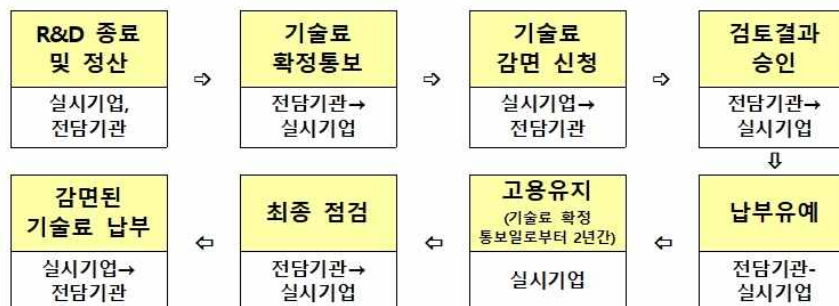 R&D 종료
및 정산
실시기업,
전담기관
⇨
기술료
확정통보
전담기관→
실시기업
⇨
기술료
감면 신청
실시기업→
전담기관
⇨
검토결과
승인
전담기관→
실시기업
⇩
납부유예
전담기관-
실시기업
⇦
고용유지
(기술료 확정
통보일로부터 2년간)
실시기업
⇦
최종 점검
전담기관→
실시기업
⇦
감면된
기술료 납부
실시기업→
전담기관